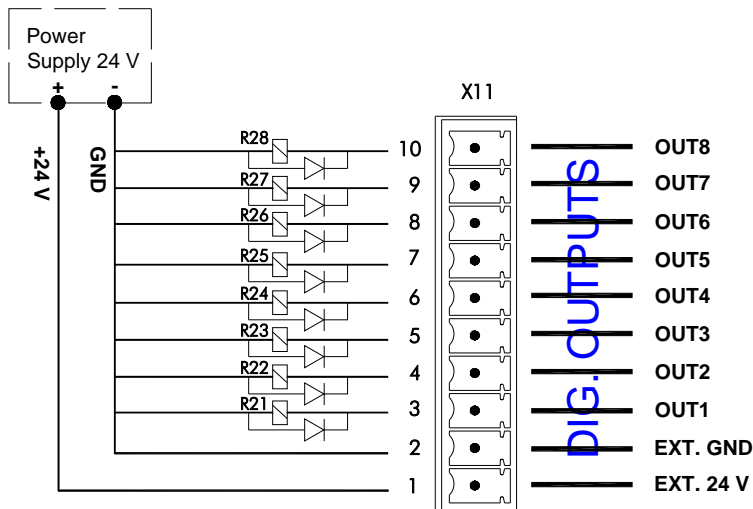 Power
Supply 24 V
+ -
X11
+24 V
GND
R28 10 OUT8
R27 9 OUT7
R26 8 OUT6
R25 7 OUT5
R24 6 OUT4
R23 5 OUT3
R22 4 OUT2
R21 3 OUT1
2 EXT. GND
1 EXT. 24 V
DIG. OUTPUTS